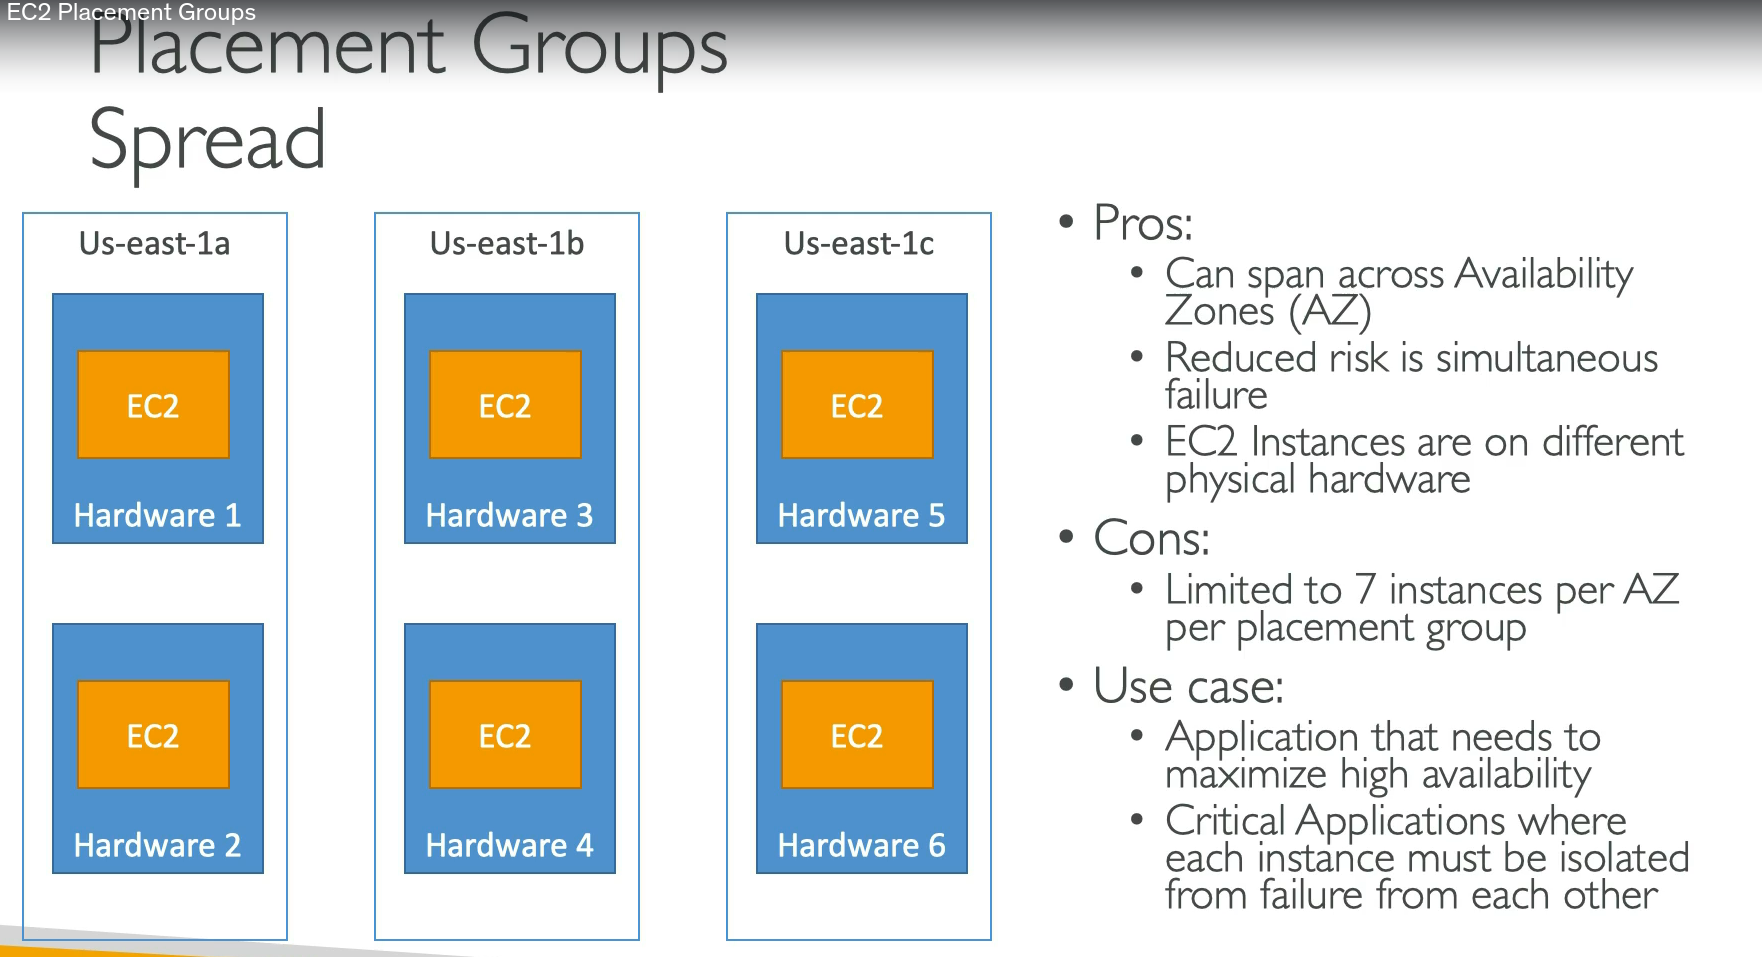 EC2 Placement Groups
Placement Groups
Spread
Us-east-1a
EC2
Hardware 1
EC2
Hardware 2
Us-east-1b
EC2
Hardware 3
EC2
Hardware 4
Us-east-1c
EC2
Hardware 5
EC2
Hardware 6
• Pros:
• Can span across Availability
Zones (AZ)
• Reduced risk is simultaneous
failure
• EC2 Instances are on different
physical hardware
• Cons:
• Limited to 7 instances per AZ
per placement group
• Use case:
• Application that needs to
maximize high availability
• Critical Applications where
each instance must be isolated
from failure from each other